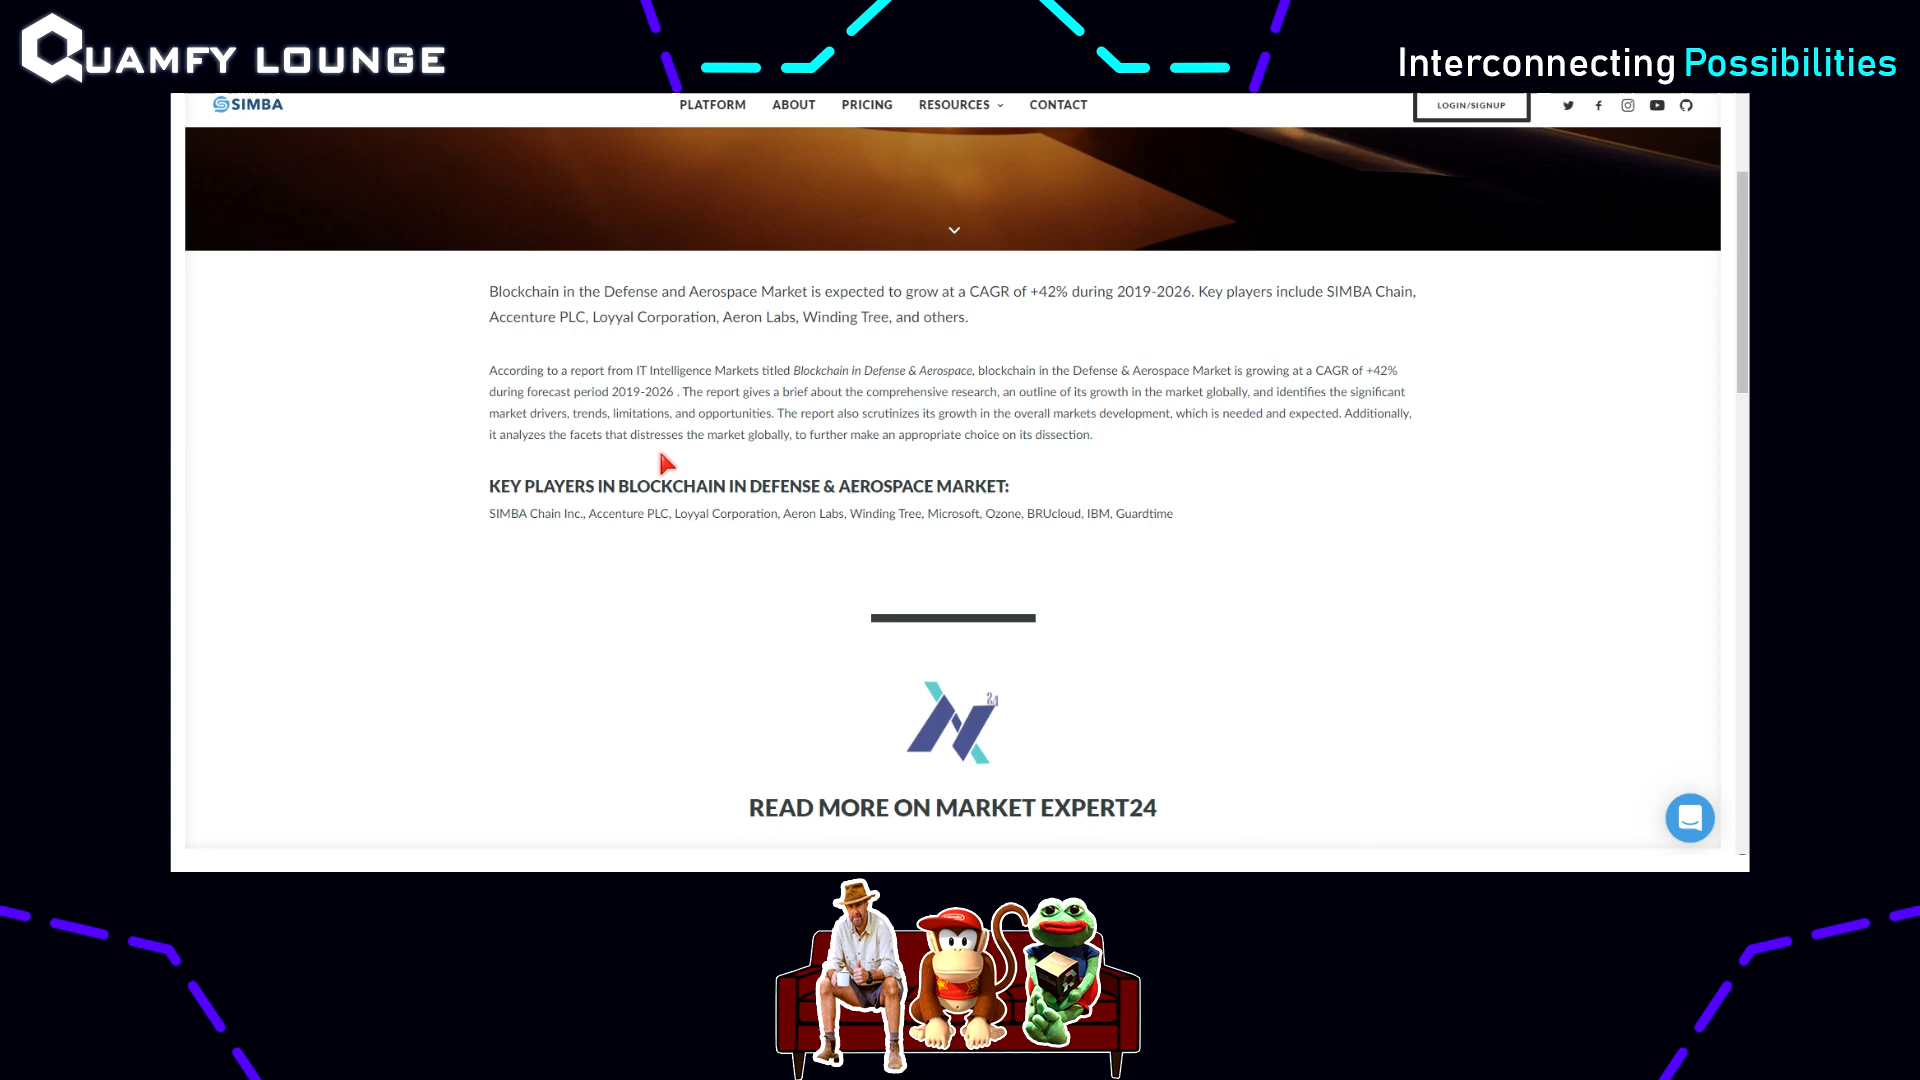 QUAMFY LOUNGE
Interconnecting Possibilities
SIMBA
PLATFORM
ABOUT
PRICING
RESOURCES
CONTACT
LOGIN/SIGNUP
Blockchain in the Defense and Aerospace Market is expected to grow at a CAGR of +42% during 2019-2026. Key players include SIMBA Chain,
Accenture PLC, Loyyal Corporation, Aeron Labs, Winding Tree, and others.
According to a report from IT Intelligence Markets titled Blockchain in Defense & Aerospace, blockchain in the Defense & Aerospace Market is growing at a CAGR of +42%
during forecast period 2019-2026 . The report gives a brief about the comprehensive research, an outline of its growth in the market globally, and identifies the significant
market drivers, trends, limitations, and opportunities. The report also scrutinizes its growth in the overall markets development, which is needed and expected. Additionally,
it analyzes the facets that distresses the market globally, to further make an appropriate choice on its dissection.
KEY PLAYERS IN BLOCKCHAIN IN DEFENSE & AEROSPACE MARKET:
SIMBA Chain Inc., Accenture PLC, Loyyal Corporation, Aeron Labs, Winding Tree, Microsoft, Ozone, BRUcloud, IBM, Guardtime
24
READ MORE ON MARKET EXPERT24